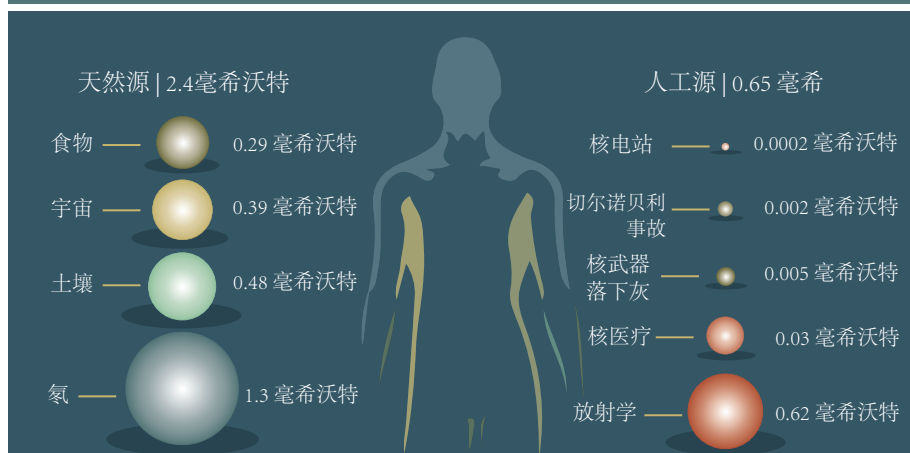 天然源 | 2.4毫希沃特
食物
0.29 毫希沃特
宇宙
0.39 毫希沃特
土壤
0.48 毫希沃特
氡
1.3 毫希沃特
人工源 | 0.65 毫希
核电站
0.0002 毫希沃特
切尔诺贝利
事故
0.002 毫希沃特
核武器
落下灰
0.005 毫希沃特
核医疗
0.03 毫希沃特
放射学
0.62 毫希沃特